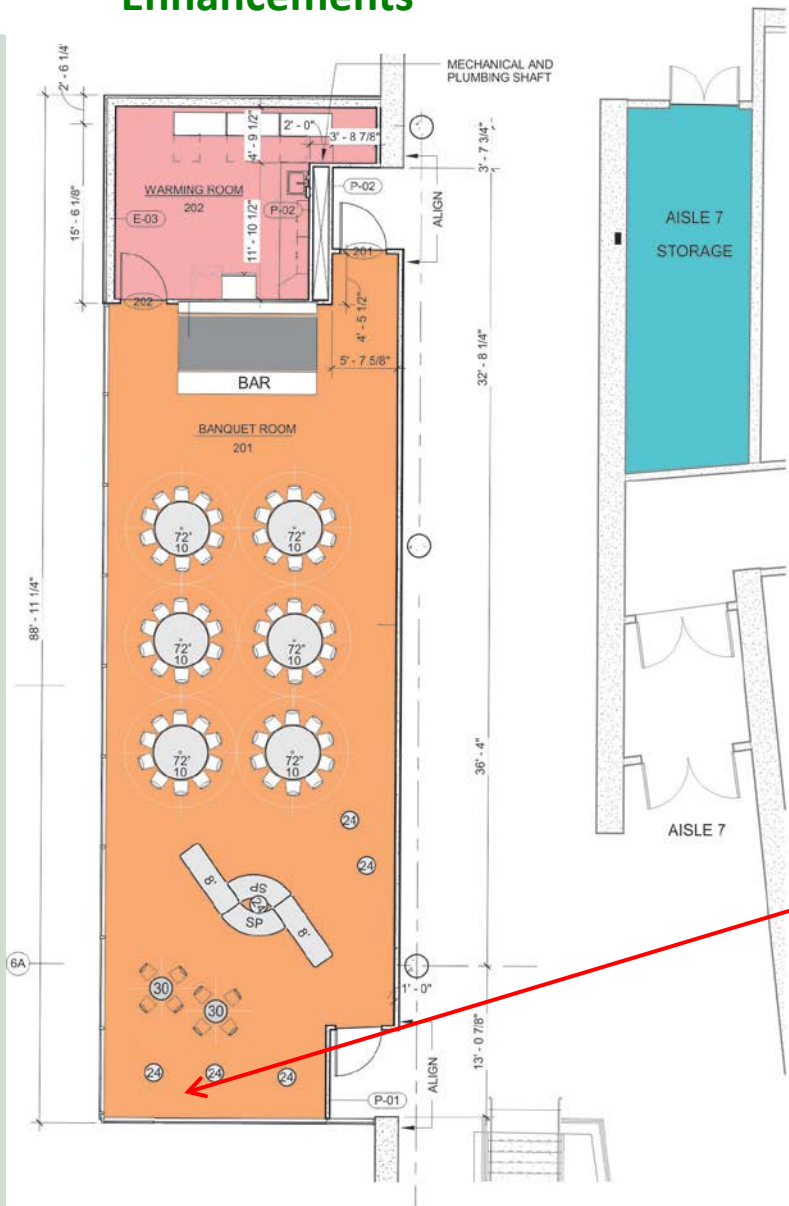 Enhancements
MECHANICAL AND
PLUMBING SHAFT
2' - 6 1/4"
15' - 6 1/8"
4' - 9 1/2"
2' - 0"
3' - 8 7/8"
3' - 7 3/4"
WARMING ROOM
202
E-03
P-02
P-02
11' - 10 1/2"
ALIGN
AISLE 7
STORAGE
202
201
4' - 5 1/2"
5' - 7 5/8"
32' - 8 1/4"
BAR
BANQUET ROOM
201
72"
10
72"
10
88' - 11 1/4"
72"
10
72"
10
72"
10
72"
10
36' - 4"
AISLE 7
24
24
8'
SP
24
SP
8'
6A
30
30
1' - 0"
13' - 0 7/8"
24
24
24
P-01
ALIGN